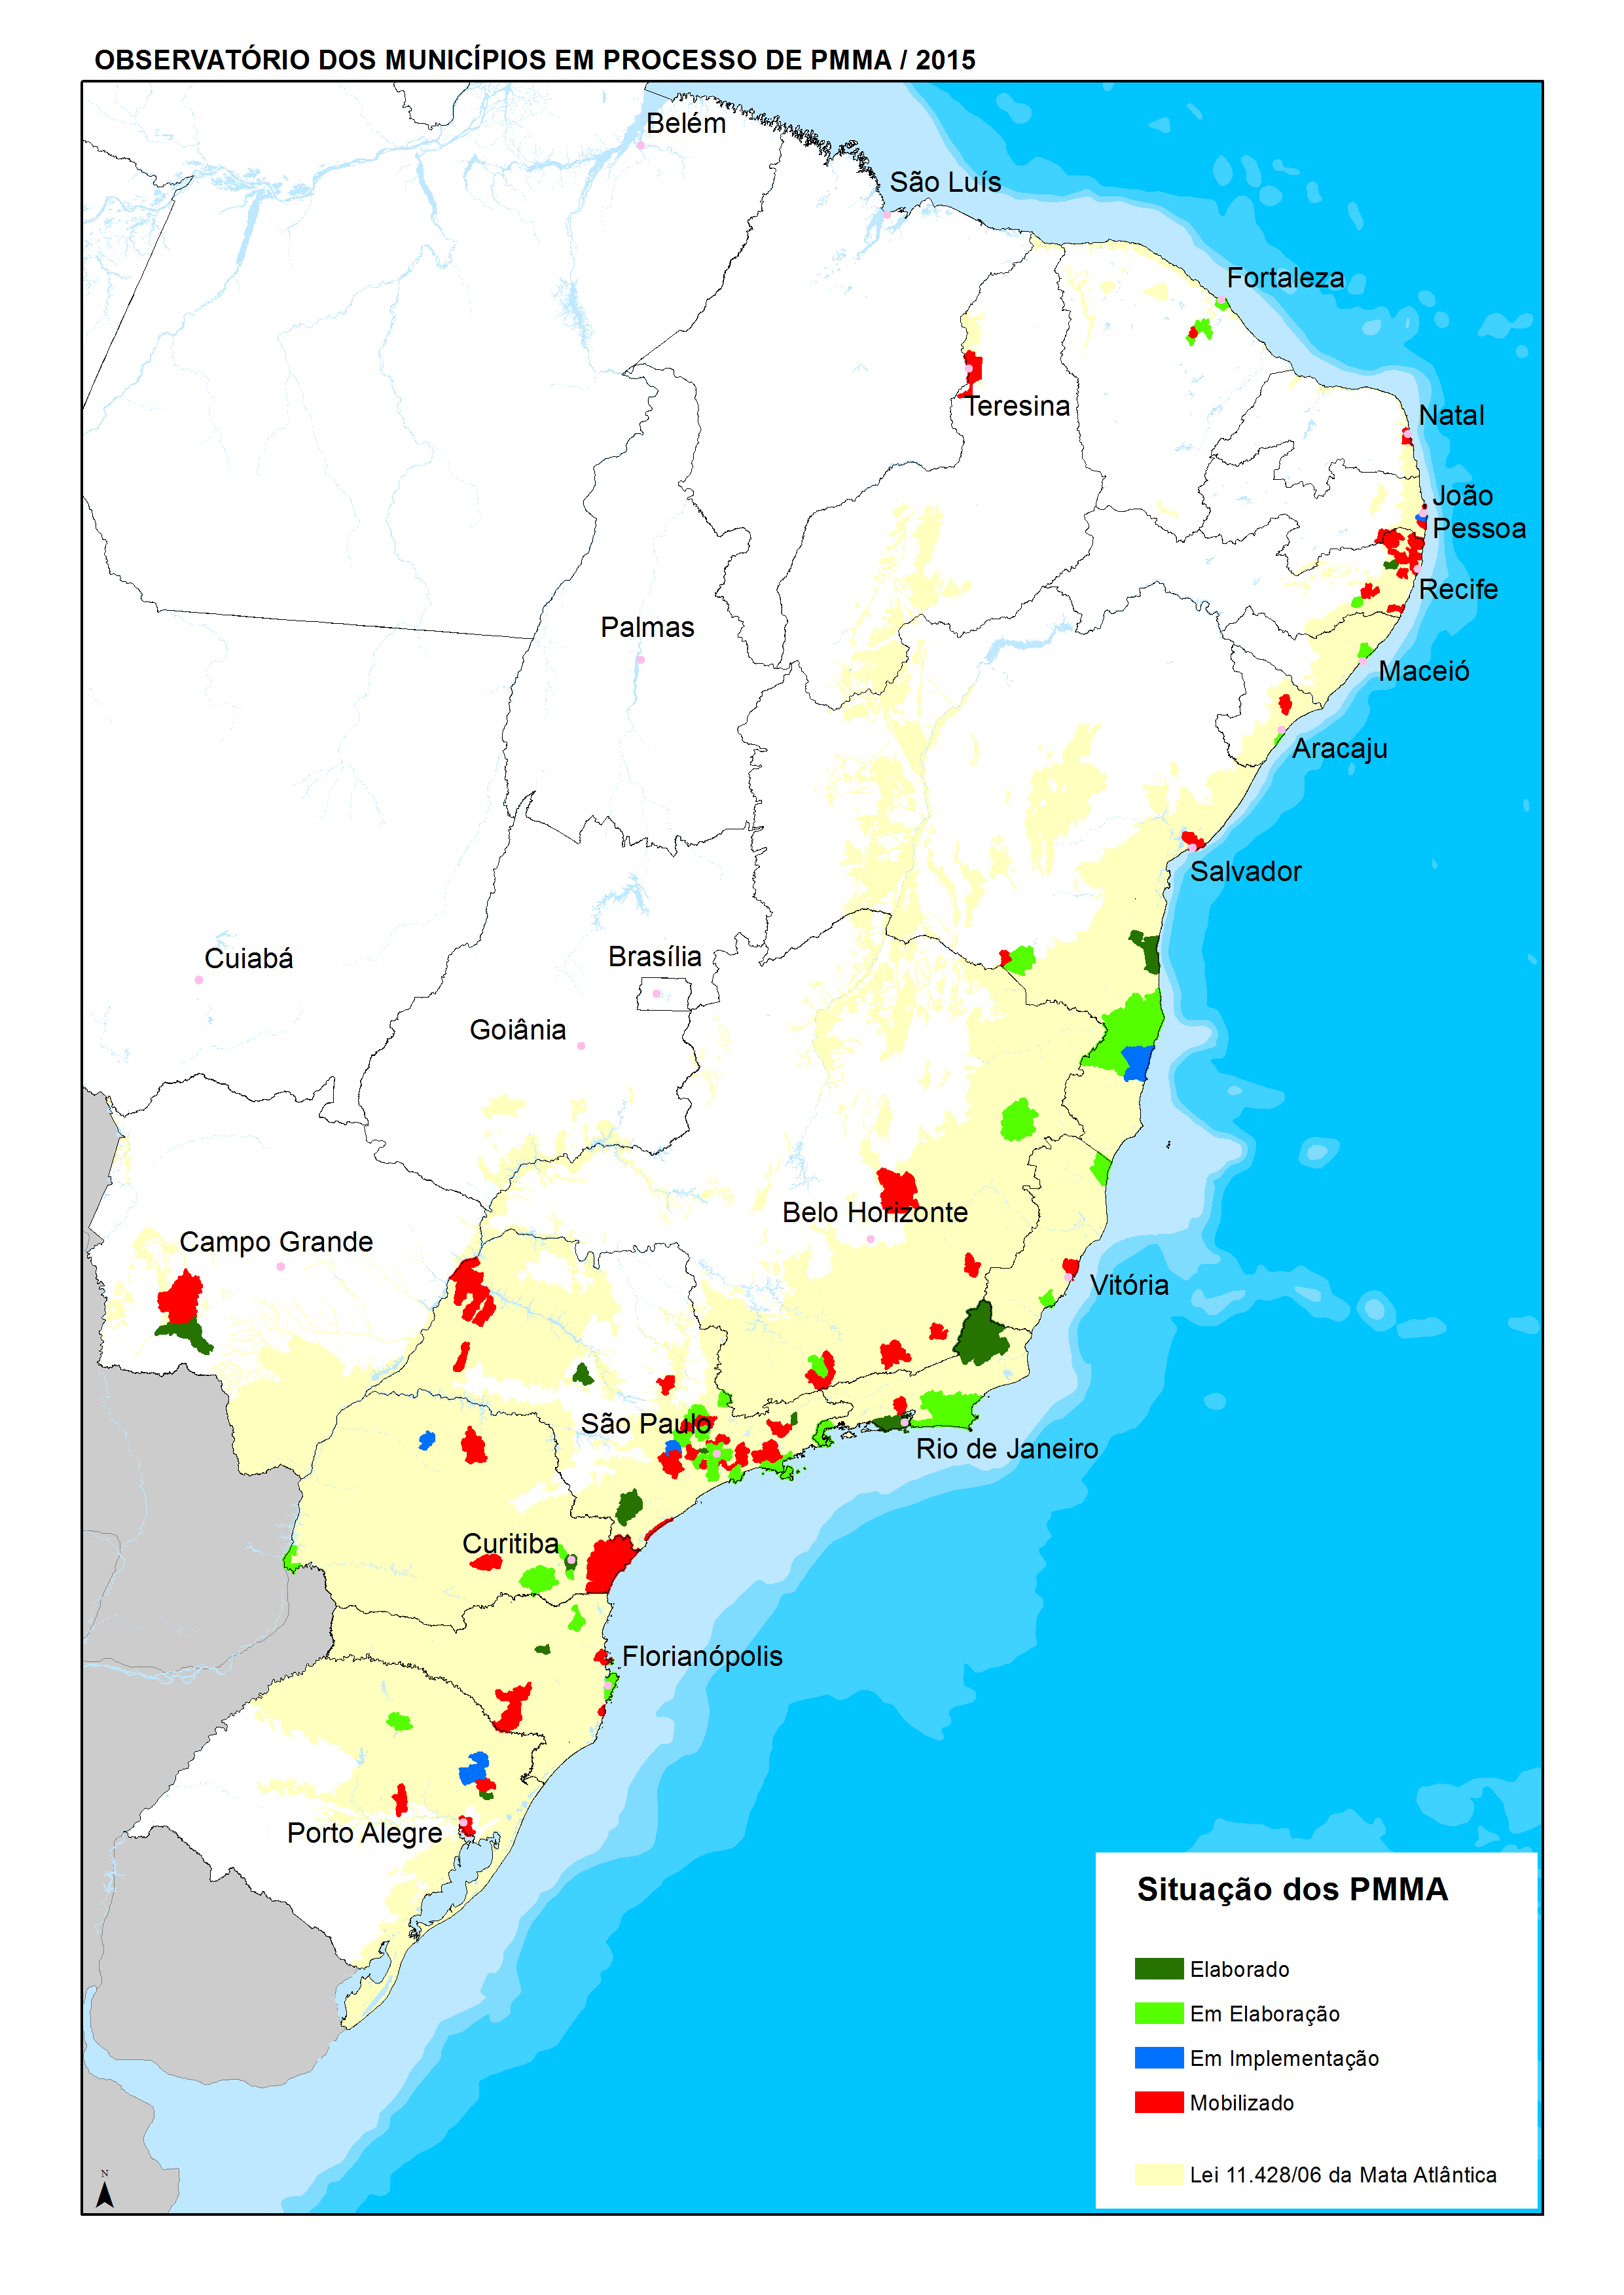 OBSERVATÓRIO DOS MUNICÍPIOS EM PROCESSO DE PMMA / 2015
Belém
São Luís
Fortaleza
Teresina
Natal
João
Pessoa
Recife
Palmas
Maceió
Aracaju
Salvador
Cuiabá
Brasília
Goiânia
Belo Horizonte
Campo Grande
Vitória
São Paulo
Rio de Janeiro
Curitiba
Florianópolis
Porto Alegre
Situação dos PMMA
Elaborado
Em Elaboração
Em Implementação
Mobilizado
Lei 11.428/06 da Mata Atlântica
N